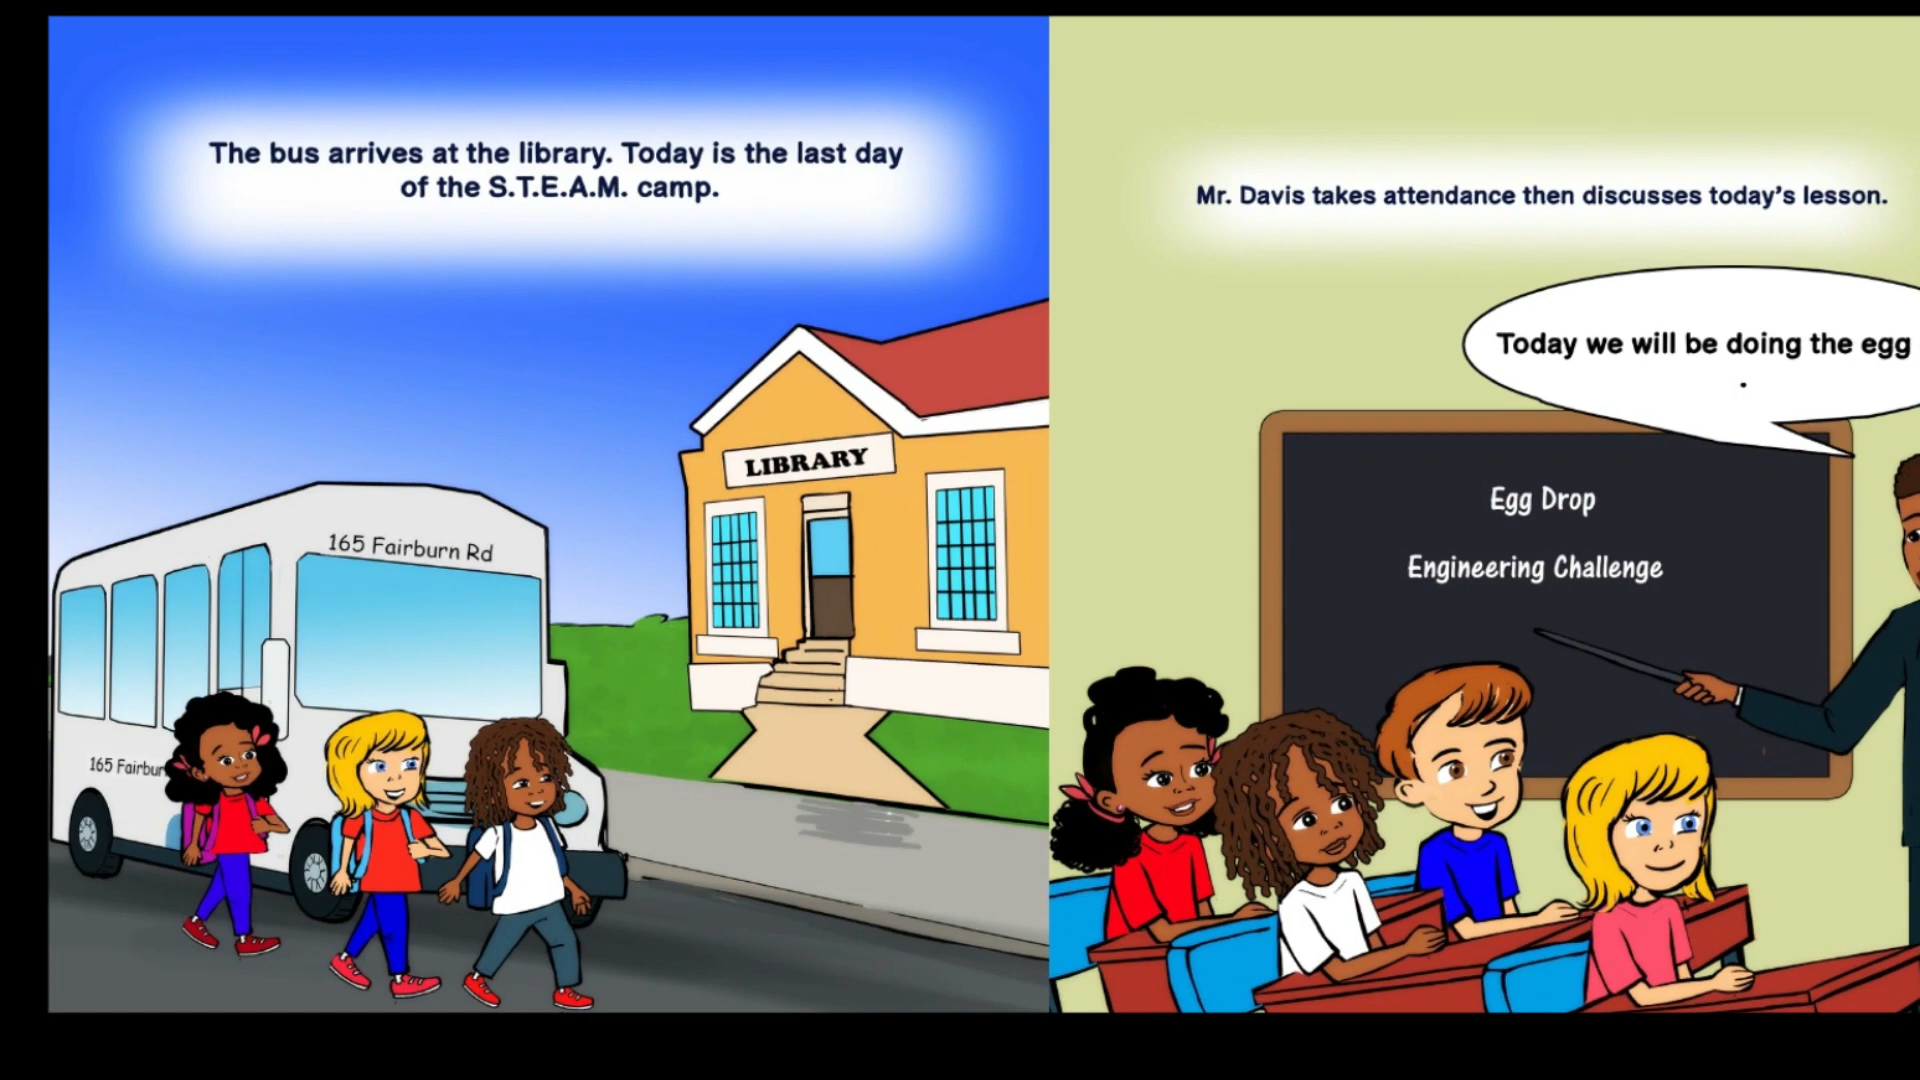 The bus arrives at the library. Today is the last day
of the S.T.E.A.M. camp.
LIBRARY
165 Fairburn Rd
165 Fairbur
Mr. Davis takes attendance then discusses today's lesson.
Today we will be doing the egg
.
Egg Drop
Engineering Challenge